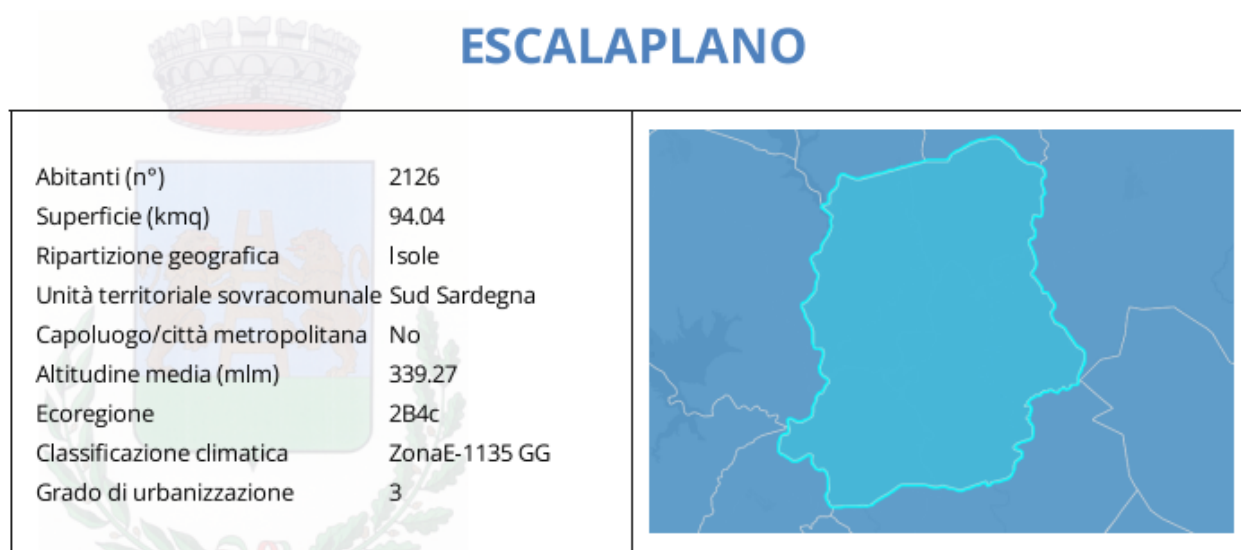 ESCALAPLANO
Abitanti (n°) 2126
Superficie (kmq) 94.04
Ripartizione geografica Isole
Unità territoriale sovracomunale Sud Sardegna
Capoluogo/città metropolitana No
Altitudine media (mlm) 339.27
Ecoregione 2B4c
Classificazione climatica ZonaE-1135 GG
Grado di urbanizzazione 3